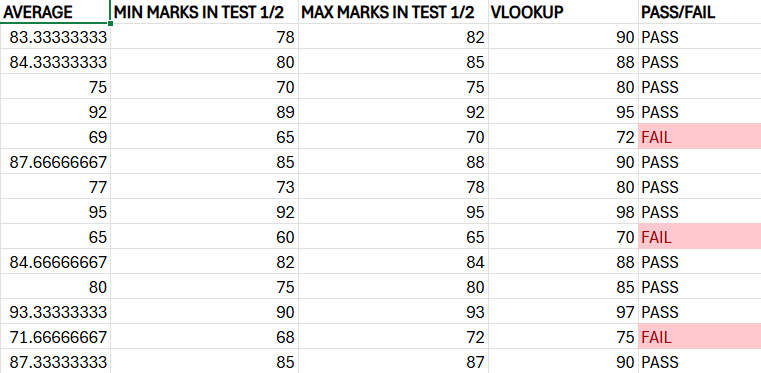 AVERAGE MIN MARKS IN TEST 1/2 MAX MARKS IN TEST 1/2 VLOOKUP PASS/FAIL
83.33333333 78 82 90 PASS
84.33333333 80 85 88 PASS
75 70 75 80 PASS
92 89 92 95 PASS
69 65 70 72 FAIL
87.66666667 85 88 90 PASS
77 73 78 80 PASS
95 92 95 98 PASS
65 60 65 70 FAIL
84.66666667 82 84 88 PASS
80 75 80 85 PASS
93.33333333 90 93 97 PASS
71.66666667 68 72 75 FAIL
87.33333333 85 87 90 PASS